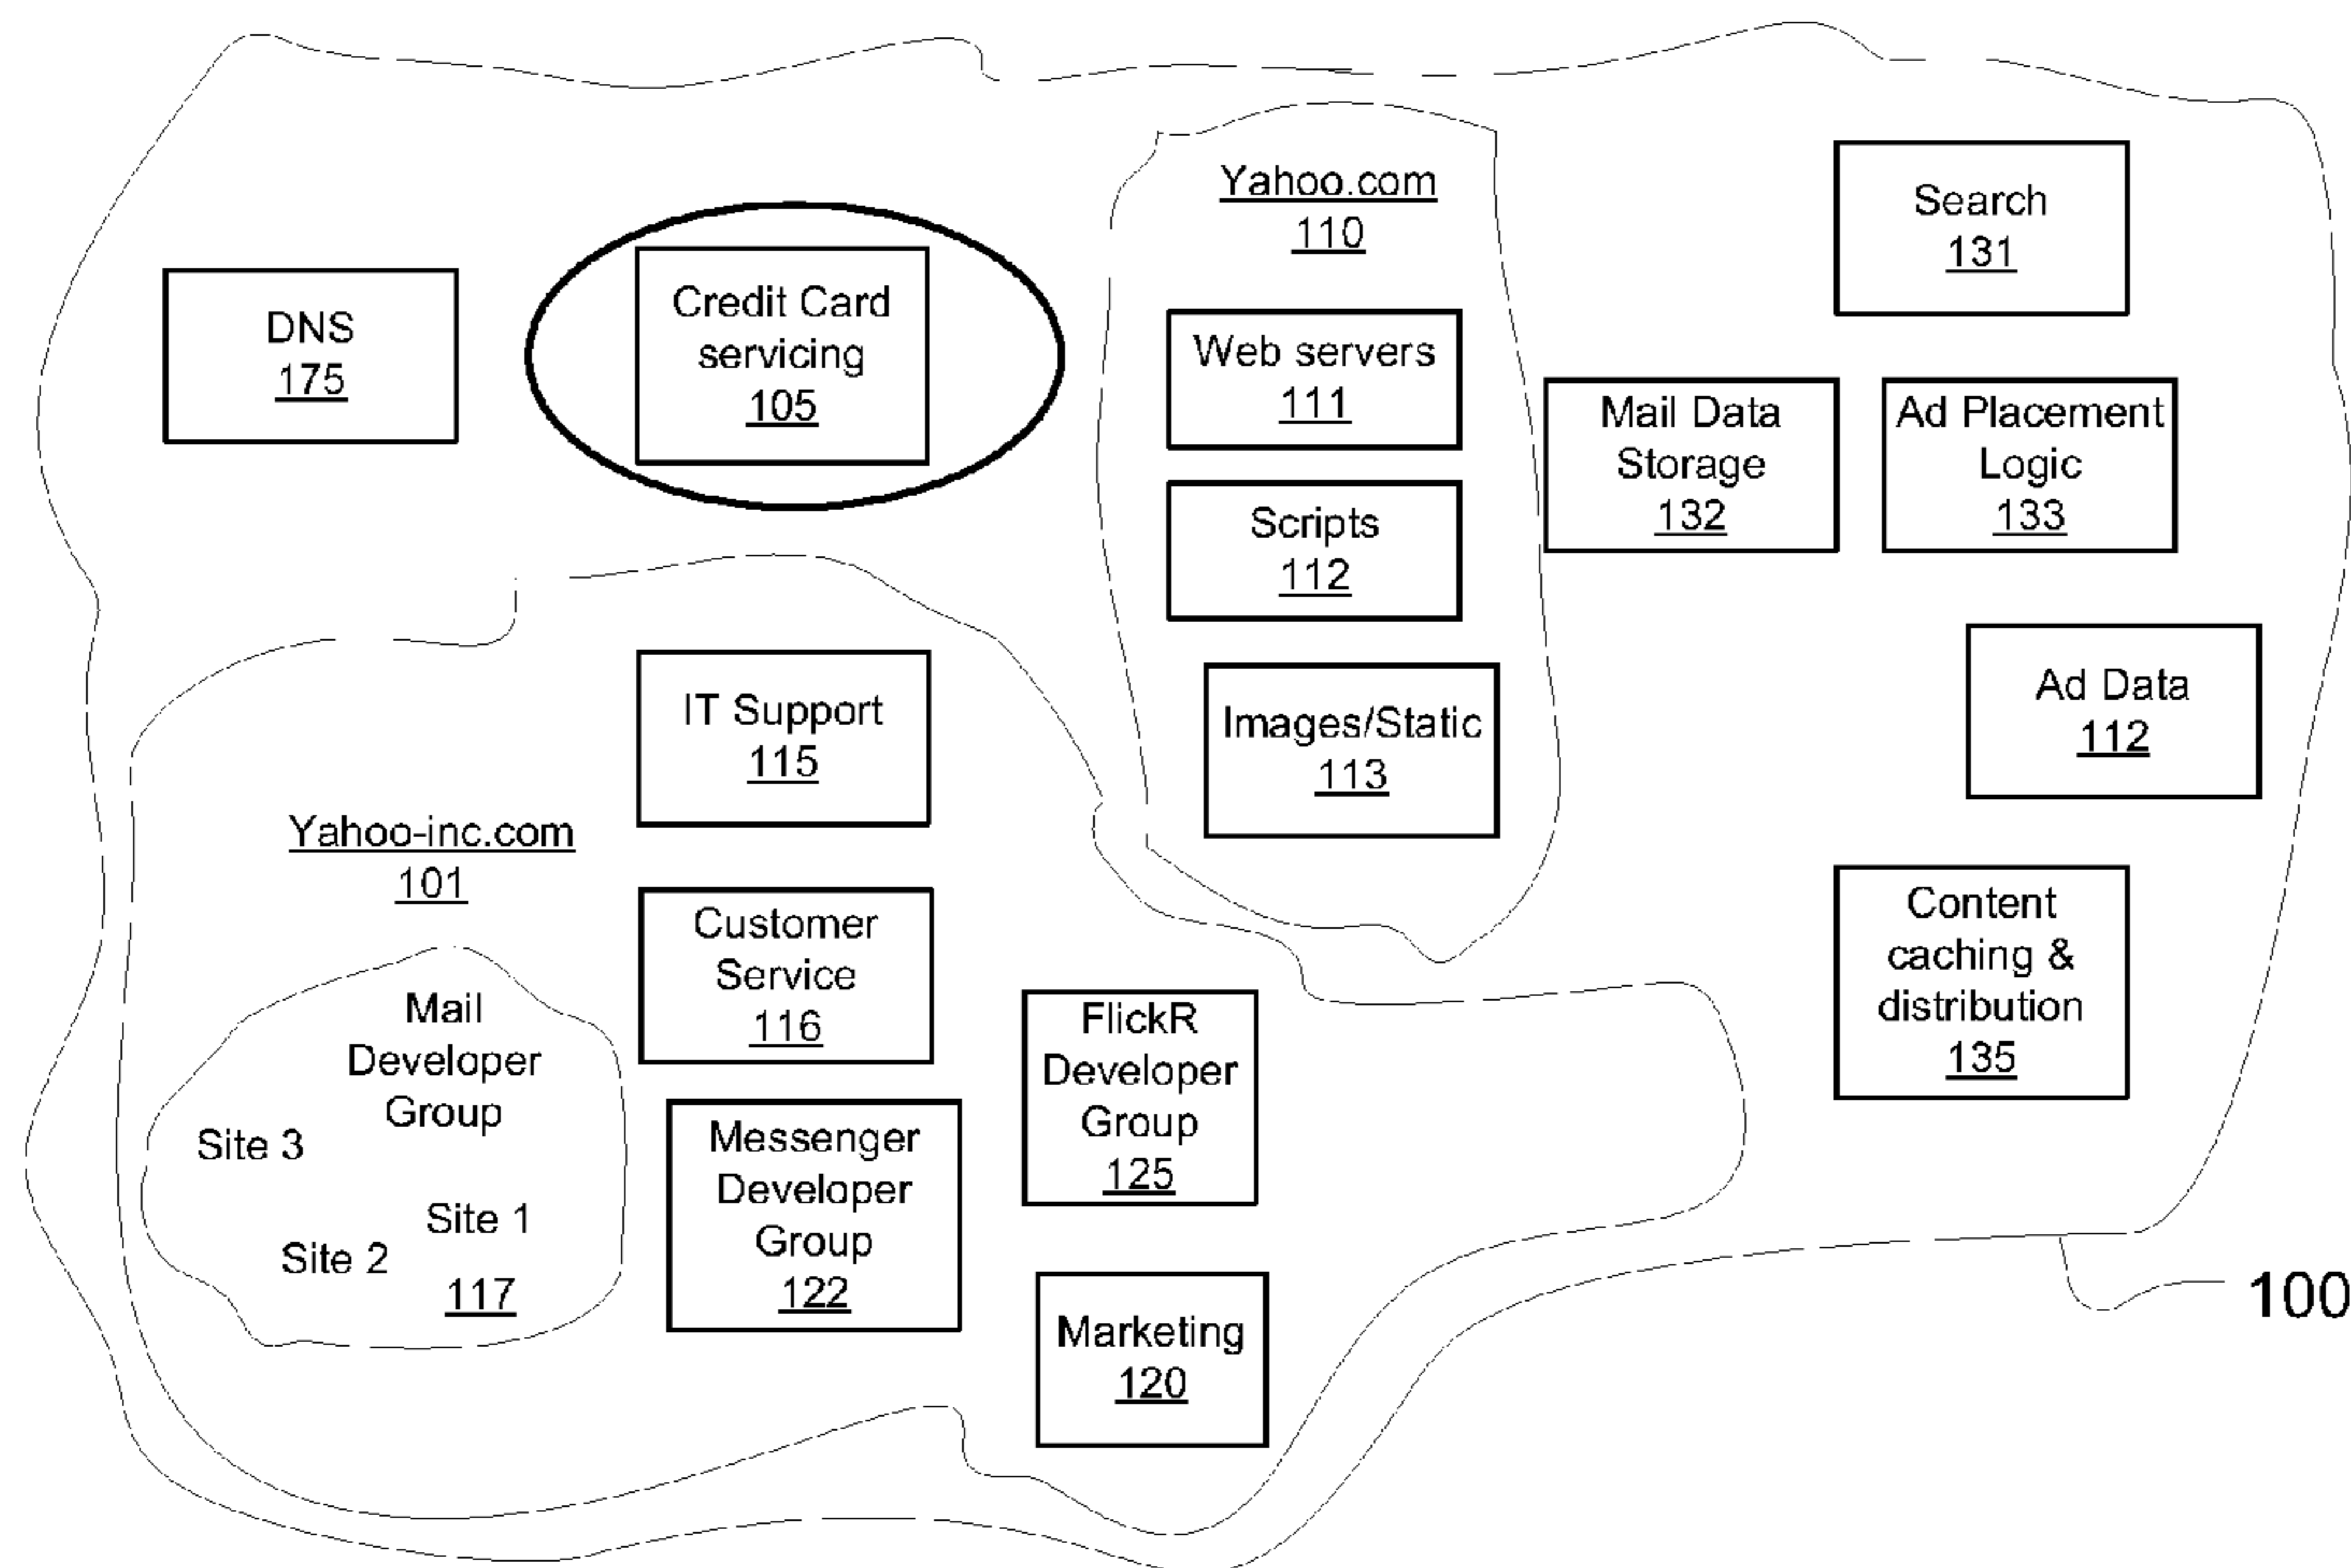 DNS
175
Credit Card
servicing
105
Yahoo.com
110
Web servers
111
Scripts
112
Images/Static
113
Search
131
Mail Data
Storage
132
Ad Placement
Logic
133
Ad Data
112
Content
caching &
distribution
135
Yahoo-inc.com
101
IT Support
115
Customer
Service
116
Mail
Developer
Group
Site 3
Site 1
Site 2
117
Messenger
Developer
Group
122
FlickR
Developer
Group
125
Marketing
120
100